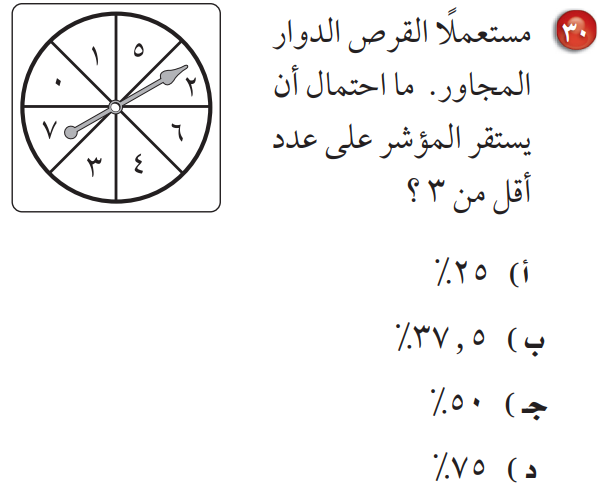 ٣٠ مستعملًا القرص الدوار
المجاور. ما احتمال أن
يستقر المؤشر على عدد
أقل من ٣ ؟
أ) ٢٥٪
ب) ٣٧,٥٪
جـ) ٥٠٪
د) ٧٥٪
١ ٥
٠ ٢
٧ ٦
٣ ٤